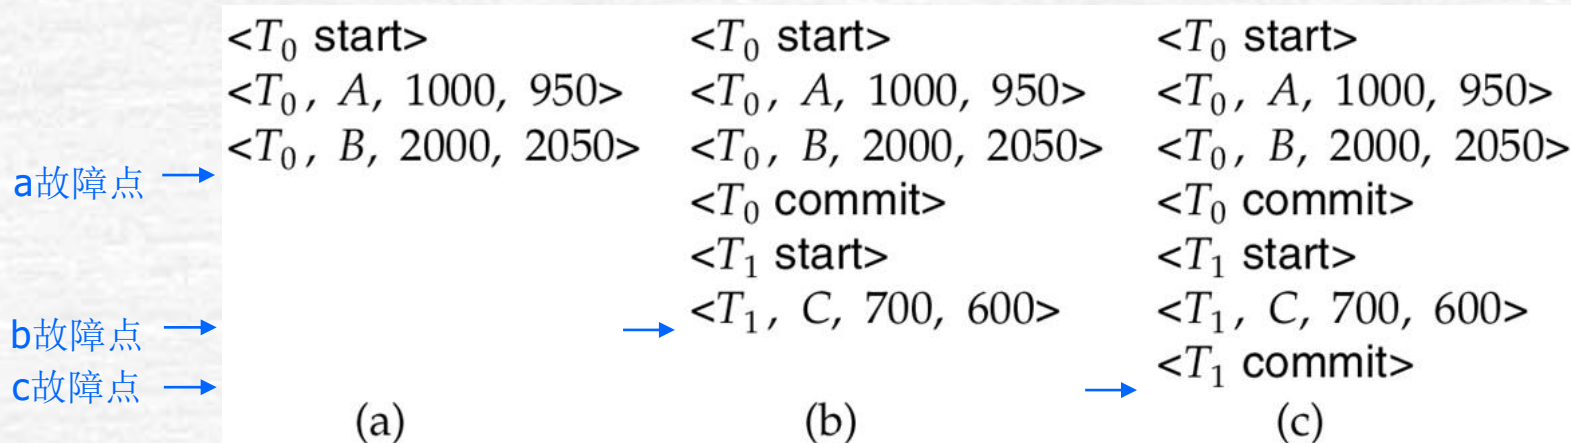 <T₀ start>
<T₀, A, 1000, 950>
<T₀, B, 2000, 2050>
(a)
<T₀ start>
<T₀, A, 1000, 950>
<T₀, B, 2000, 2050>
<T₀ commit>
<T₁ start>
<T₁, C, 700, 600>
(b)
<T₀ start>
<T₀, A, 1000, 950>
<T₀, B, 2000, 2050>
<T₀ commit>
<T₁ start>
<T₁, C, 700, 600>
<T₁ commit>
(c)
a故障点
b故障点
c故障点